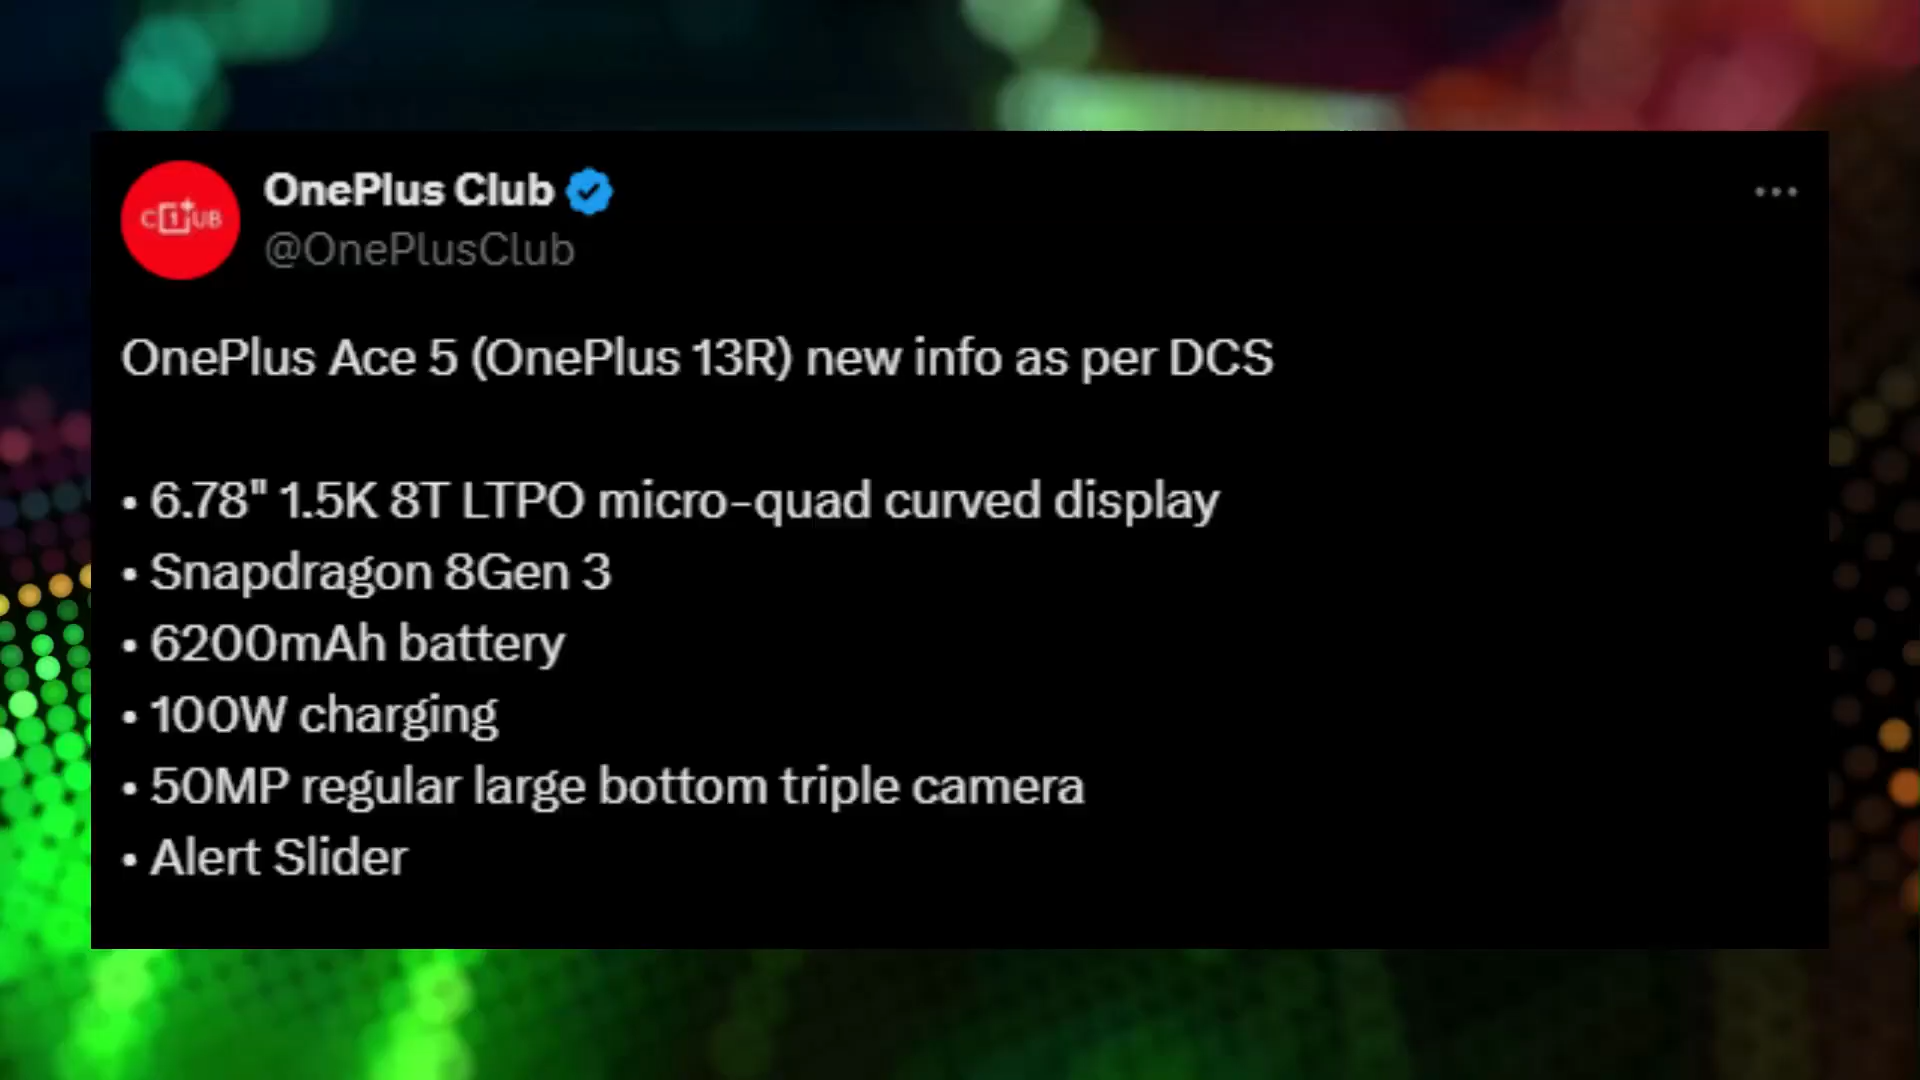 C1+UB
OnePlus Club
@OnePlusClub
OnePlus Ace 5 (OnePlus 13R) new info as per DCS
• 6.78" 1.5K 8T LTPO micro-quad curved display
• Snapdragon 8Gen 3
• 6200mAh battery
• 100W charging
• 50MP regular large bottom triple camera
• Alert Slider